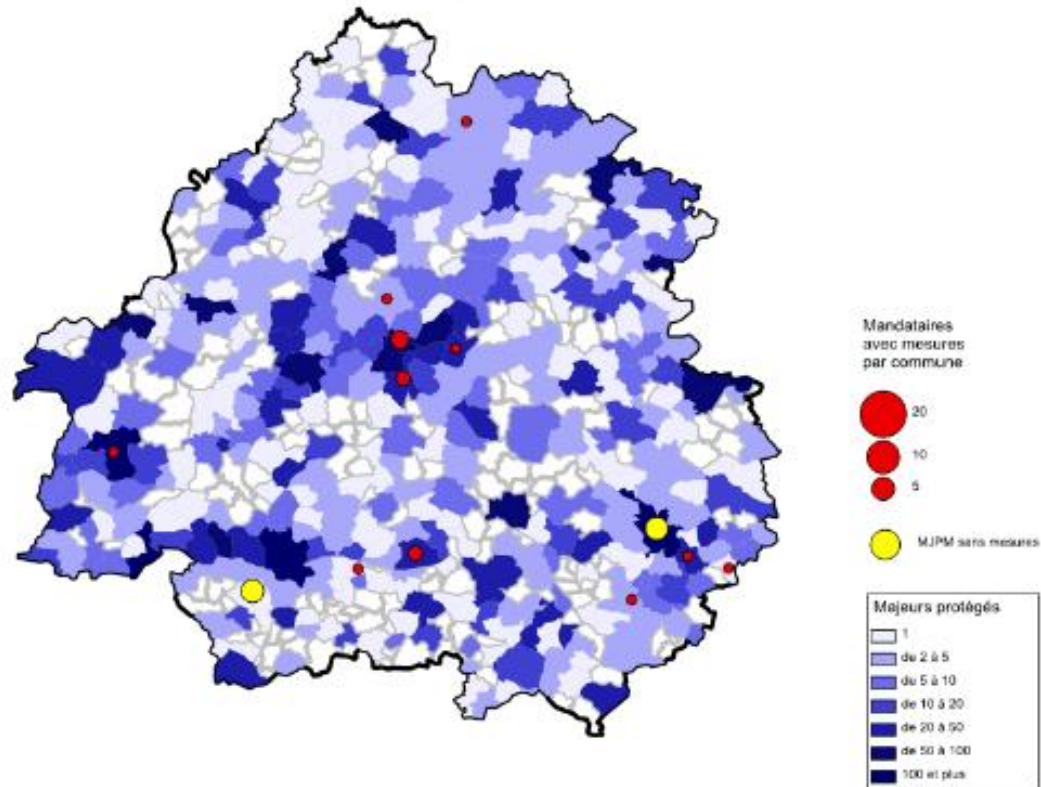 Mandataires
avec mesures
par commune
20
10
5
MJPM sans mesures
Majeurs protégés
1
de 2 à 5
de 5 à 10
de 10 à 20
de 20 à 50
de 50 à 100
100 et plus